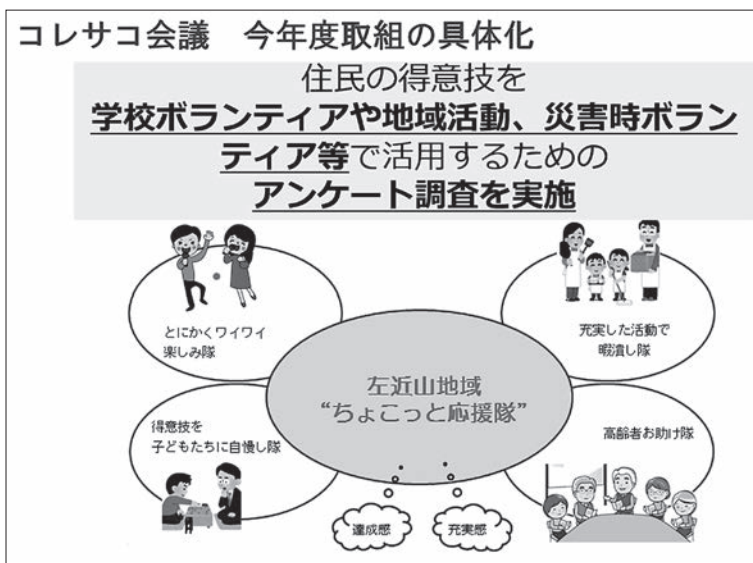 コレサコ会議　今年度取組の具体化
住民の得意技を
学校ボランティアや地域活動、災害時ボラン
ティア等で活用するための
アンケート調査を実施
とにかくワイワイ
楽しみ隊
充実した活動で
暇潰し隊
左近山地域
“ちょこっと応援隊”
得意技を
子どもたちに自慢し隊
高齢者お助け隊
達成感
充実感